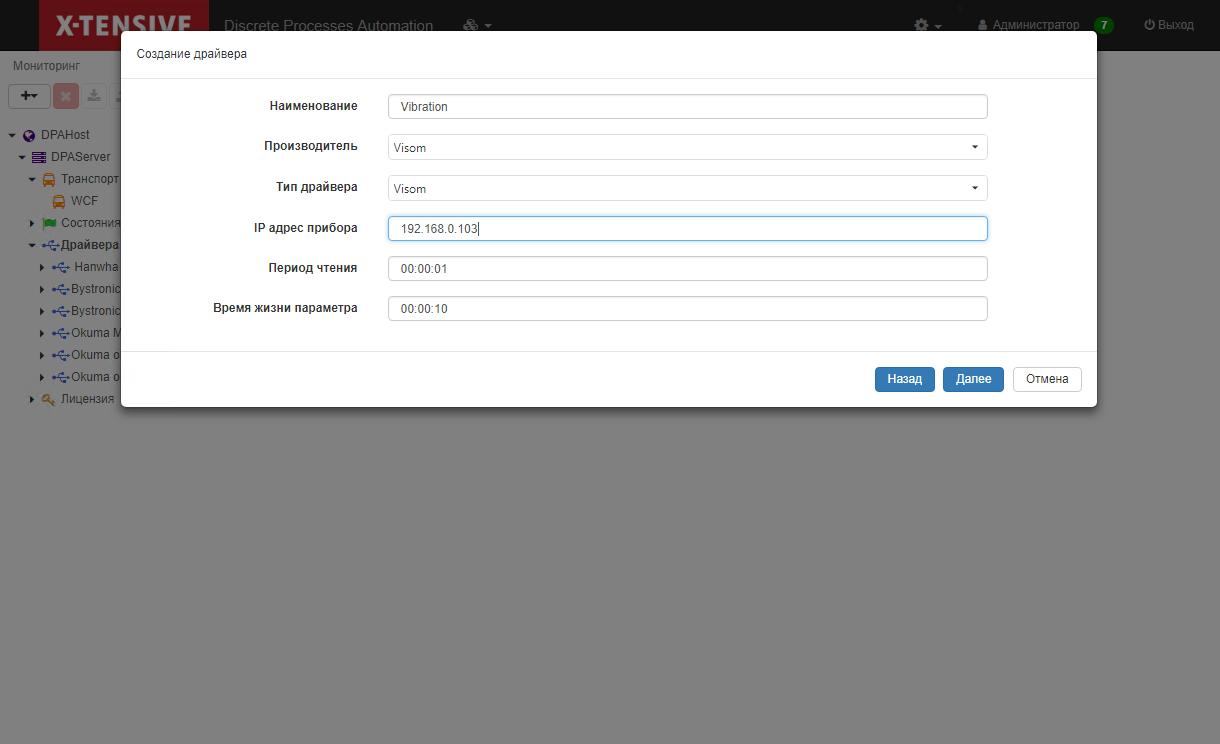 X-TENSIVE
Discrete Processes Automation
Администратор
7
Выход
Мониторинг
DPAHost
DPAServer
Транспорт
WCF
Состояния
Драйвера
Hanwha
Bystronic
Bystronic
Okuma M
Okuma o
Okuma o
Лицензия
Создание драйвера
Наименование
Vibration
Производитель
Visom
Тип драйвера
Visom
IP адрес прибора
192.168.0.103
Период чтения
00:00:01
Время жизни параметра
00:00:10
Назад
Далее
Отмена